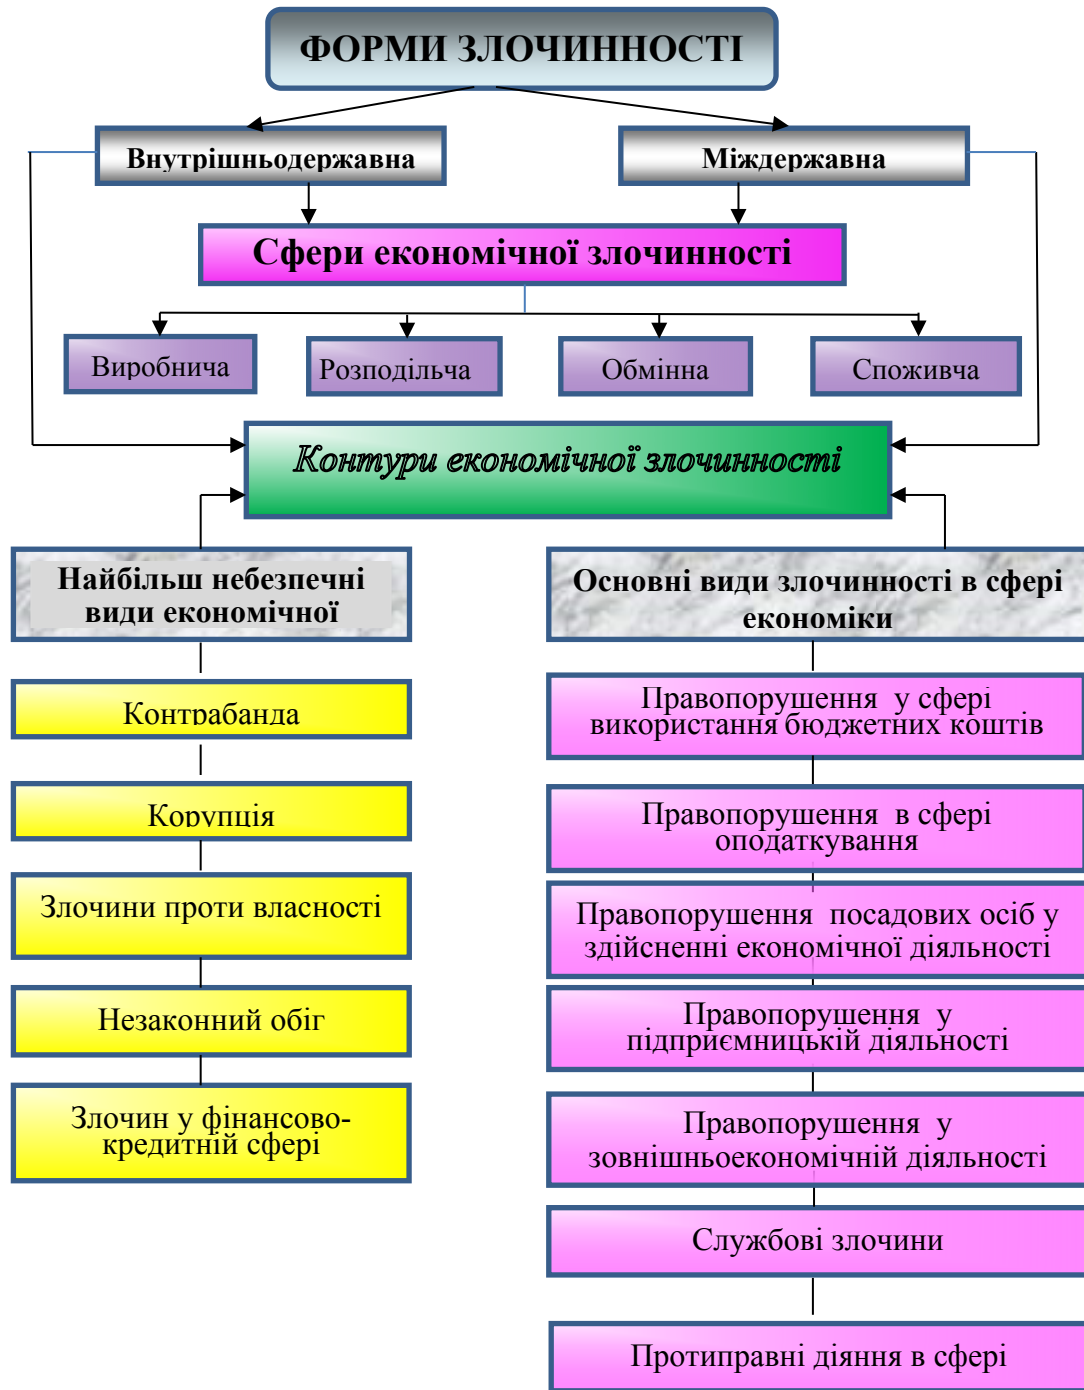 ФОРМИ ЗЛОЧИННОСТІ
Внутрішньодержавна
Міждержавна
Сфери економічної злочинності
Виробнича
Розподільча
Обмінна
Споживча
Контури економічної злочинності
Найбільш небезпечні
види економічної
Контрабанда
Корупція
Злочини проти власності
Незаконний обіг
Злочин у фінансово-
кредитній сфері
Основні види злочинності в сфері
економіки
Правопорушення у сфері
використання бюджетних коштів
Правопорушення в сфері
оподаткування
Правопорушення посадових осіб у
здійсненні економічної діяльності
Правопорушення у
підприємницькій діяльності
Правопорушення у
зовнішньоекономічній діяльності
Службові злочини
Протиправні діяння в сфері